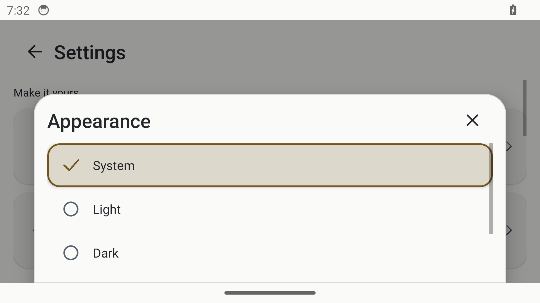 7:32
Settings
Make it yours
Appearance
System
Light
Dark